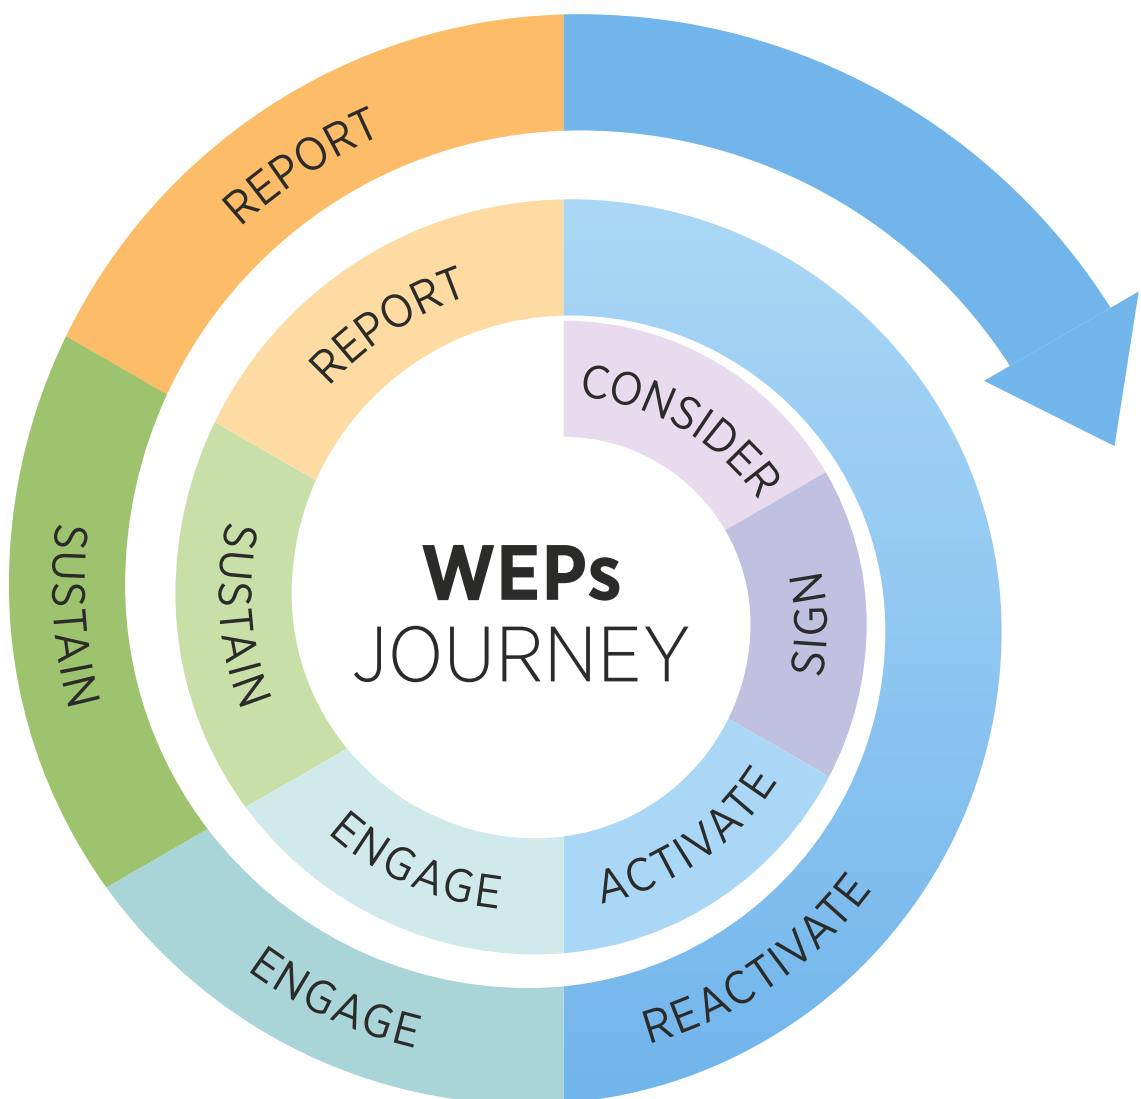 WEPs
JOURNEY
CONSIDER
SIGN
ACTIVATE
ENGAGE
SUSTAIN
REPORT
REACTIVATE
ENGAGE
SUSTAIN
REPORT